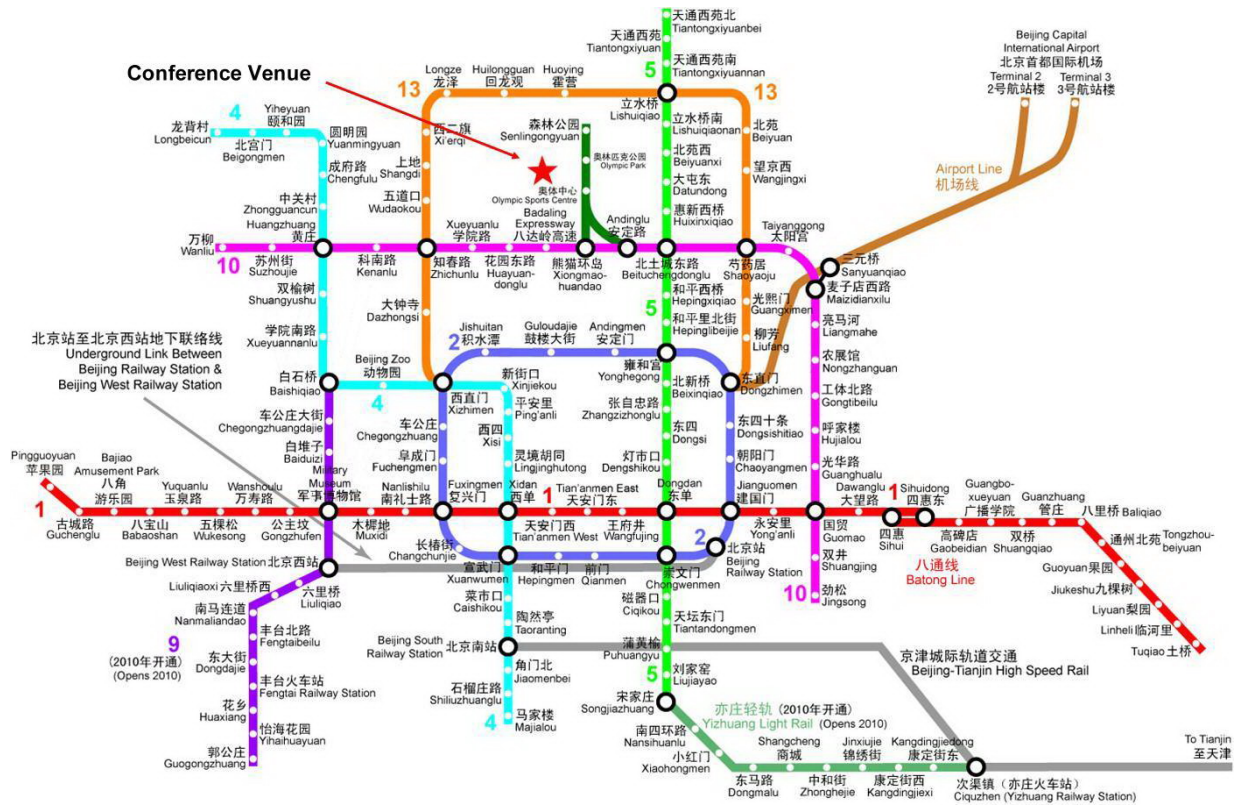 Conference Venue
天通西苑北
Tiantongxiyuanbei
天通西苑
Tiantongxiyuan
天通西苑南
Tiantongxiyuannan
5
Beijing Capital
International Airport
北京首都国际机场
Terminal 2
2号航站楼
Terminal 3
3号航站楼
Longze
龙泽
Huilongguan
回龙观
Huoying
霍营
13
13
立水桥
Lishuiqiao
4
Yiheyuan
颐和园
龙背村
Longbeicun
北宫门
Beigongmen
圆明园
Yuanmingyuan
成府路
Chengfulu
中关村
Zhongguancun
Huangzhuang
黄庄
西二旗
Xi'erqi
上地
Shangdi
五道口
Wudaokou
森林公园
Senlingongyuan
奥林匹克公园
Olympic Park
奥体中心
Olympic Sports Centre
Badaling
Expressway
八达岭高速
Andinglu
安定路
立水桥南
Lishuiqiaonan
北苑西
Beiyuanxi
大屯东
Datundong
惠新西桥
Huixinxiqiao
北苑
Beiyuan
望京西
Wangjingxi
Airport Line
机场线
Taiyanggong
太阳宫
万柳
Wanliu
10
苏州街
Suzhoujie
科南路
Kenanlu
知春路
Zhichunlu
Xueyuanlu
学院路
花园东路
Huayuan-
donglu
熊猫环岛
Xiongmao-
huandao
北土城东路
Beituchengdonglu
芍药居
Shaoyaoju
三元桥
Sanyuanqiao
麦子店西路
Maizidianxilu
双榆树
Shuangyushu
学院南路
Xueyuannanlu
大钟寺
Dazhongsi
5
和平西桥
Hepingxiqiao
和平里北街
Hepinglibeijie
光熙门
Guangximen
柳芳
Liufang
亮马河
Liangmahe
农展馆
Nongzhanguan
工体北路
Gongtibeilu
呼家楼
Hujialou
光华路
Guanghualu
北京站至北京西站地下联络线
Underground Link Between
Beijing Railway Station &
Beijing West Railway Station
2
Jishuitan
积水潭
Guloudajie
鼓楼大街
Andingmen
安定门
雍和宫
Yonghegong
东直门
Dongzhimen
白石桥
Baishiqiao
Beijing Zoo
动物园
4
西直门
Xizhimen
新街口
Xinjiekou
平安里
Ping'anli
西四
Xisi
灵境胡同
Lingjinghutong
Xidan
西单
北新桥
Beixinqiao
张自忠路
Zhangzizhonglu
东四
Dongsi
灯市口
Dengshikou
Dongdan
东单
东四十条
Dongsishitiao
朝阳门
Chaoyangmen
Jianguomen
建国门
车公庄大街
Chegongzhuangdajie
白堆子
Baiduizi
Military
Museum
军事博物馆
车公庄
Chegongzhuang
阜成门
Fuchengmen
Fuxingmen
复兴门
Pingguoyuan
苹果园
1
古城路
Guchenglu
Bajiao
Amusement Park
八角
游乐园
八宝山
Babaoshan
Yuquanlu
玉泉路
五棵松
Wukesong
Wanshoulu
万寿路
公主坟
Gongzhufen
木樨地
Muxidi
Nanlishilu
南礼士路
1
天安门西
Tian'anmen West
Tian'anmen East
天安门东
王府井
Wangfujing
永安里
Yong'anli
国贸
Guomao
Dawanglu
大望路
1
四惠
Sihui
Sihuidong
四惠东
高碑店
Gaobeidian
Guangbo-
xueyuan
广播学院
双桥
Shuangqiao
Guanzhuang
管庄
八里桥
Baliqiao
通州北苑
Tongzhou-
beiyuan
Guoyuan 果园
Jiukeshu 九棵树
Liyuan 梨园
Linheli 临河里
Tuqiao 土桥
八通线
Batong Line
长椿街
Changchunjie
宣武门
Xuanwumen
和平门
Hepingmen
前门
Qianmen
崇文门
Chongwenmen
2
北京站
Beijing
Railway Station
双井
Shuangjing
10
劲松
Jingsong
Beijing West Railway Station 北京西站
Liuliqiaoxi 六里桥西
六里桥
Liuliqiao
南马连道
Nanmaliandao
9
(2010年开通)
(Opens 2010)
丰台北路
Fengtaibeilu
东大街
Dongdajie
丰台火车站
Fengtai Railway Station
花乡
Huaxiang
怡海花园
Yihaihuayuan
郭公庄
Guogongzhuang
菜市口
Caishikou
陶然亭
Taoranting
Beijing South
Railway Station
北京南站
角门北
Jiaomenbei
石榴庄路
Shiliuzhuanglu
4
马家楼
Majialou
磁器口
Ciqikou
天坛东门
Tiantandongmen
蒲黄榆
Puhuangyu
5
刘家窑
Liujiayao
宋家庄
Songjiazhuang
京津城际轨道交通
Beijing-Tianjin High Speed Rail
亦庄轻轨 (2010年开通)
Yizhuang Light Rail (Opens 2010)
南四环路
Nansihuanlu
小红门
Xiaohongmen
东马路
Dongmalu
Shangcheng
商城
中和街
Zhonghejie
Jinxiujie
锦绣街
康定街西
Kangdingjiexi
Kangdingjiedong
康定街东
次渠镇（亦庄火车站）
Ciquzhen (Yizhuang Railway Station)
To Tianjin
至天津